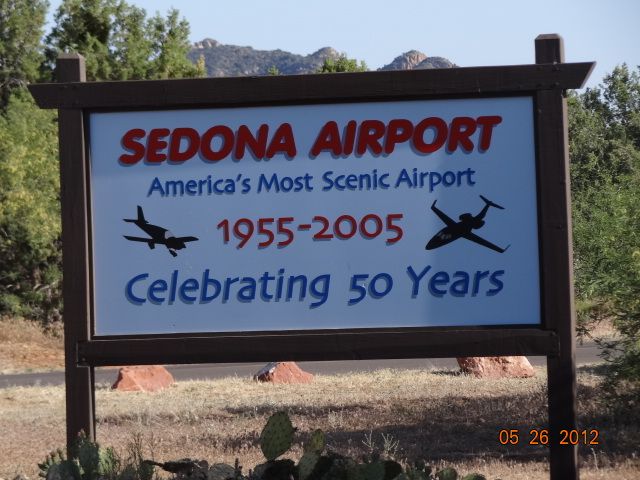 SEDONA AIRPORT
America's Most Scenic Airport
1955-2005
Celebrating 50 Years
05 26 2012